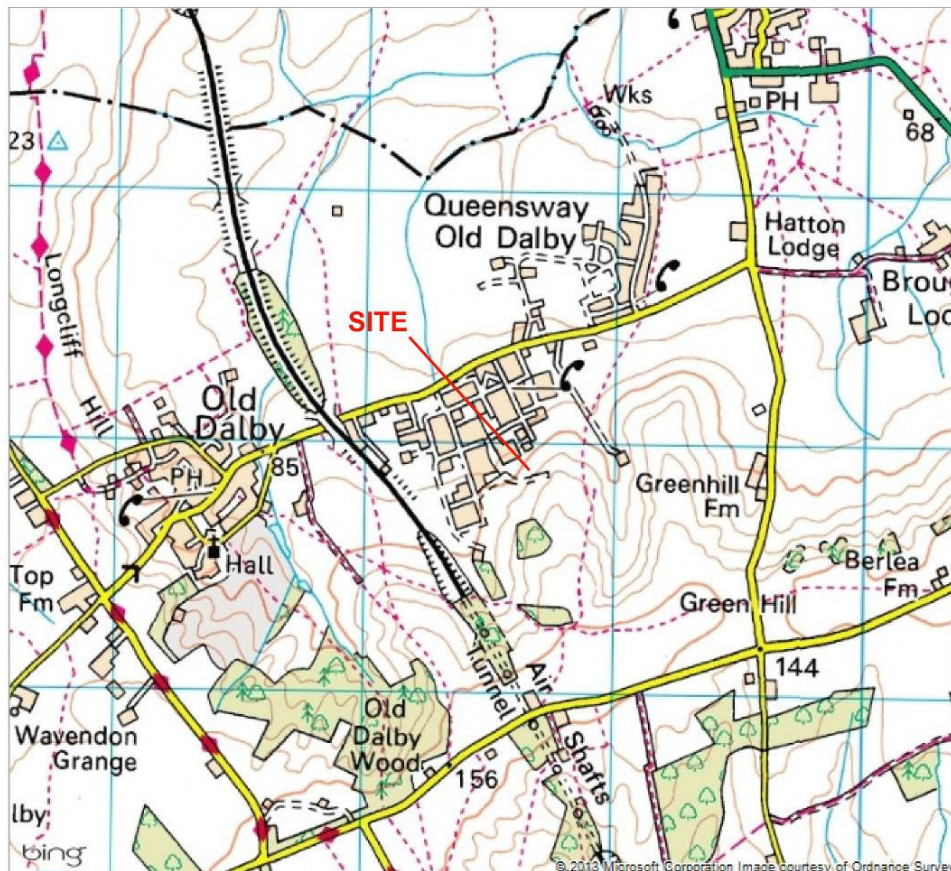 Wks
PH
68
23
Queensway
Old Dalby
Hatton
Lodge
Brou
Loc
Longcliff
Hill
SITE
Old
Dalby
PH
85
Greenhill
Fm
Hall
Top
Fm
Berlea
Fm
Green Hill
144
Tunnel
Air
Shafts
Old
Dalby
Wood
Wavendon
Grange
156
lby
bing
© 2013 Microsoft Corporation Image courtesy of Ordnance Survey